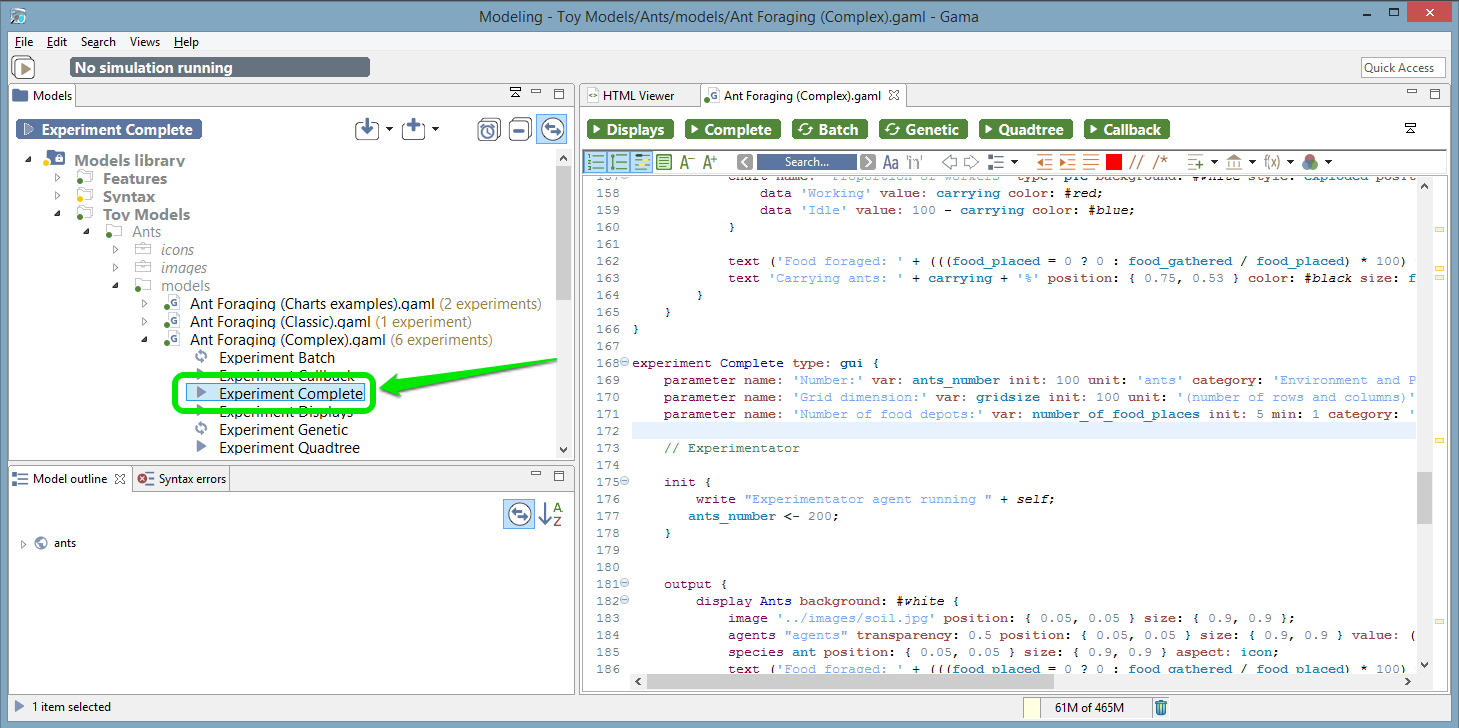 Modeling - Toy Models/Ants/models/Ant Foraging (Complex).gaml - Gama
File Edit Search Views Help
No simulation running
Quick Access
Models
Experiment Complete
Models library
Features
Syntax
Toy Models
Ants
icons
images
models
Ant Foraging (Charts examples).gaml (2 experiments)
Ant Foraging (Classic).gaml (1 experiment)
Ant Foraging (Complex).gaml (6 experiments)
Experiment Batch
Experiment Callback
Experiment Complete
Experiment Displays
Experiment Genetic
Experiment Quadtree
Model outline
Syntax errors
A
Z
ants
HTML Viewer
Ant Foraging (Complex).gaml
Displays Complete Batch Genetic Quadtree Callback
A- A+ Search... Aa 'n' // /* f(x)
157 chart name: 'Proportion of workers' type: pie background: #white style: exploded posit
158 data 'Working' value: carrying color: #red;
159 data 'Idle' value: 100 - carrying color: #blue;
160 }
161
162 text ('Food foraged: ' + (((food_placed = 0 ? 0 : food_gathered / food_placed) * 100)
163 text 'Carrying ants: ' + carrying + '%' position: { 0.75, 0.53 } color: #black size: f
164 }
165 }
166 }
167
168 experiment Complete type: gui {
169 parameter name: 'Number:' var: ants_number init: 100 unit: 'ants' category: 'Environment and P
170 parameter name: 'Grid dimension:' var: gridsize init: 100 unit: '(number of rows and columns)'
171 parameter name: 'Number of food depots:' var: number_of_food_places init: 5 min: 1 category: '
172
173 // Experimentator
174
175 init {
176 write "Experimentator agent running " + self;
177 ants_number <- 200;
178 }
179
180
181 output {
182 display Ants background: #white {
183 image '../images/soil.jpg' position: { 0.05, 0.05 } size: { 0.9, 0.9 };
184 agents "agents" transparency: 0.5 position: { 0.05, 0.05 } size: { 0.9, 0.9 } value: (
185 species ant position: { 0.05, 0.05 } size: { 0.9, 0.9 } aspect: icon;
186 text ('Food foraged: ' + (((food_placed = 0 ? 0 : food_gathered / food_placed) * 100)
1 item selected
61M of 465M